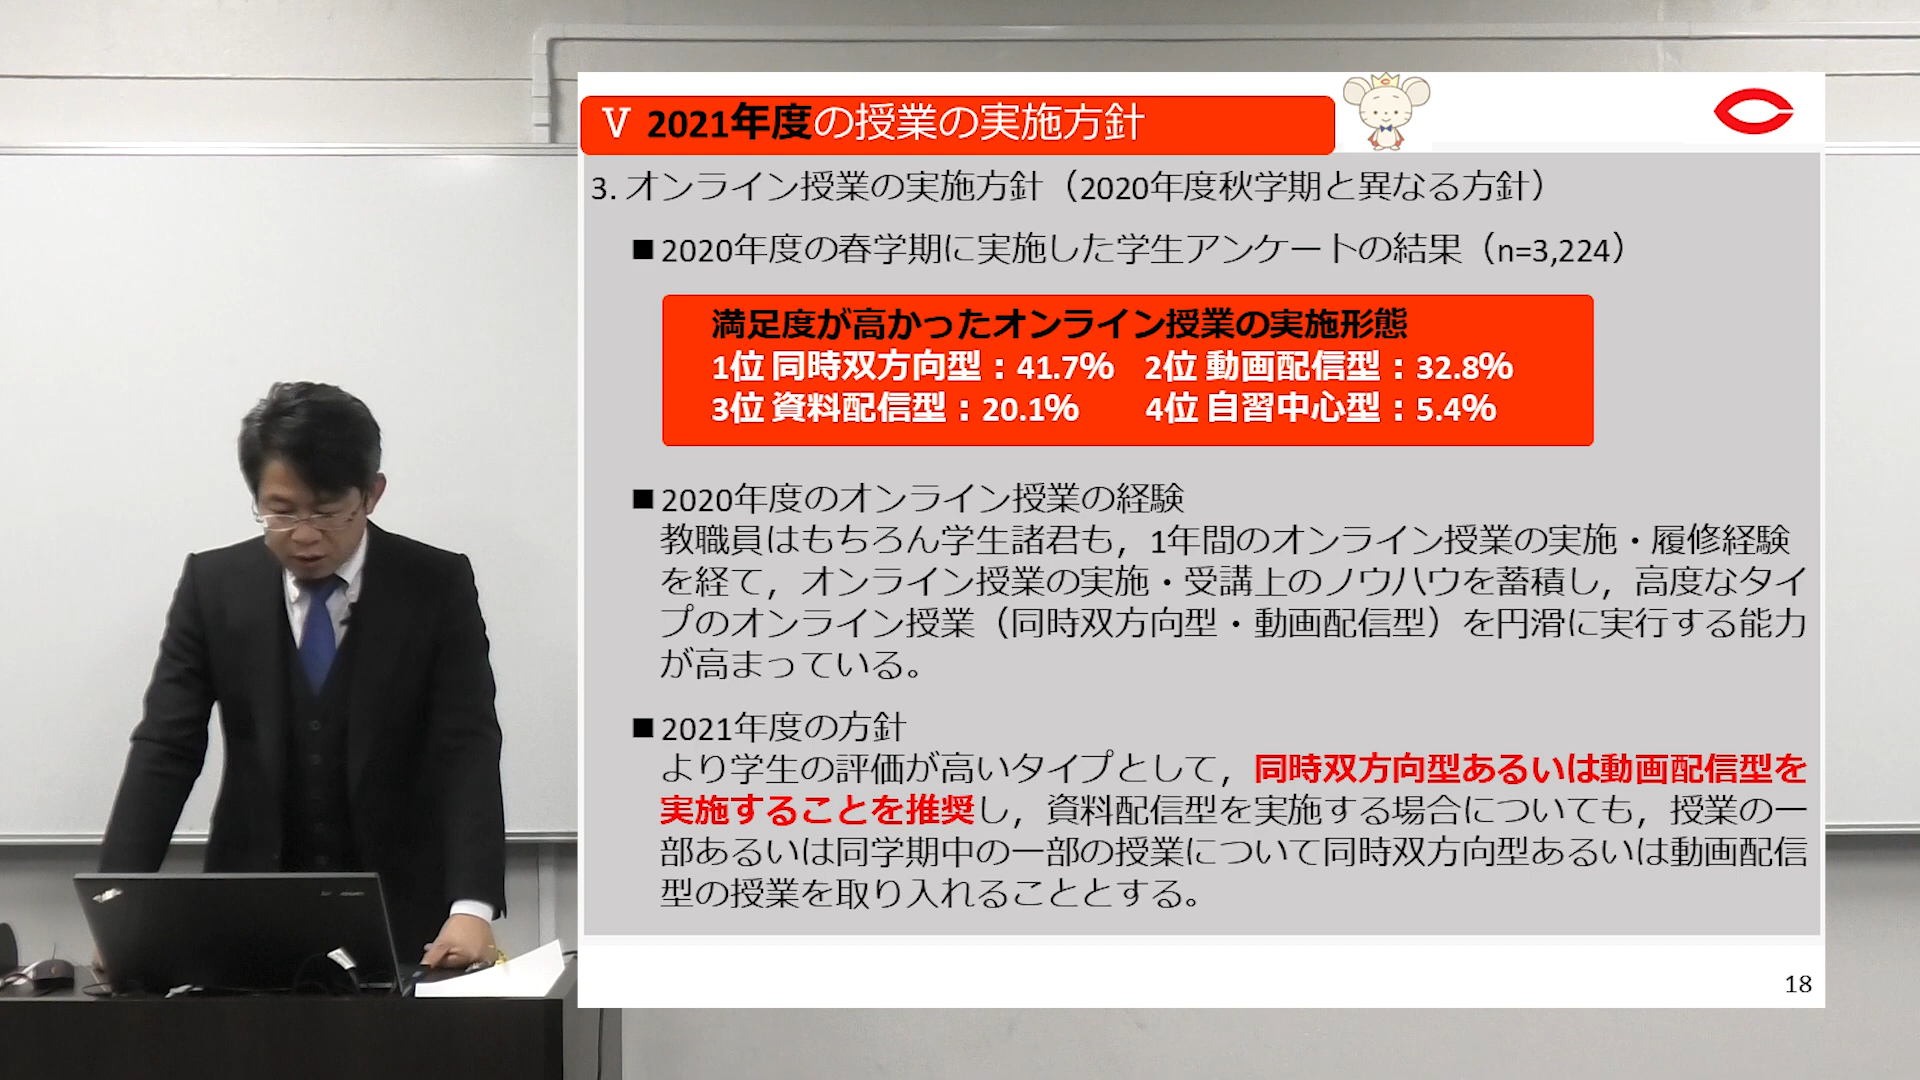 Ⅴ 2021年度の授業の実施方針
3. オンライン授業の実施方針（2020年度秋学期と異なる方針）
■2020年度の春学期に実施した学生アンケートの結果（n=3,224）
満足度が高かったオンライン授業の実施形態
1位 同時双方向型：41.7%　2位 動画配信型：32.8%
3位 資料配信型：20.1%　4位 自習中心型：5.4%
■2020年度のオンライン授業の経験
教職員はもちろん学生諸君も，1年間のオンライン授業の実施・履修経験
を経て，オンライン授業の実施・受講上のノウハウを蓄積し，高度なタイ
プのオンライン授業（同時双方向型・動画配信型）を円滑に実行する能力
が高まっている。
■2021年度の方針
より学生の評価が高いタイプとして，同時双方向型あるいは動画配信型を
実施することを推奨し，資料配信型を実施する場合についても，授業の一
部あるいは同学期中の一部の授業について同時双方向型あるいは動画配信
型の授業を取り入れることとする。
18